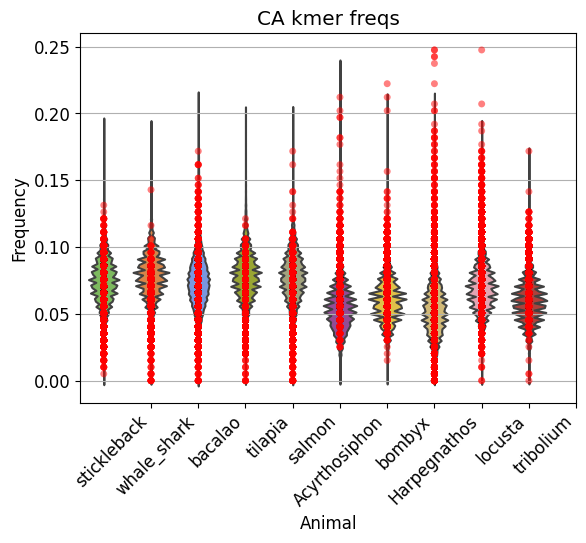 CA kmer freqs
Frequency
0.25
0.20
0.15
0.10
0.05
0.00
stickleback
whale_shark
bacalao
tilapia
salmon
Acyrthosiphon
bombyx
Harpegnathos
locusta
tribolium
Animal